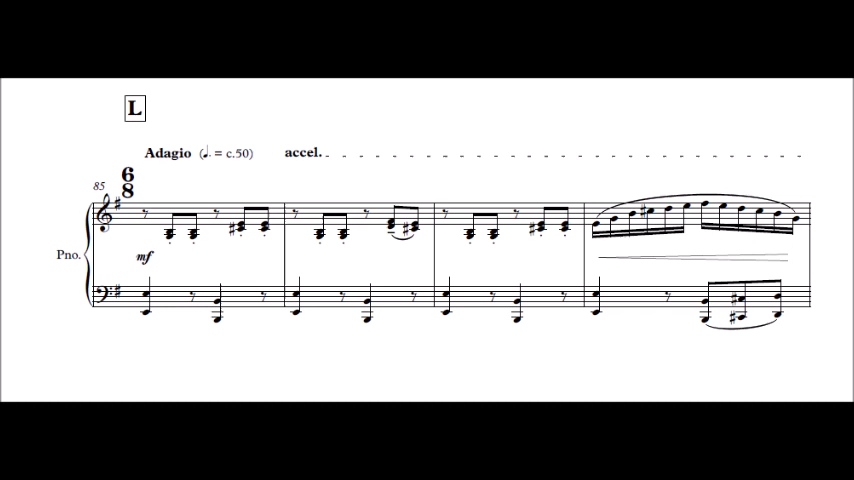 L
Adagio (♩. = c.50) accel.
6
8
85
Pno.
mf